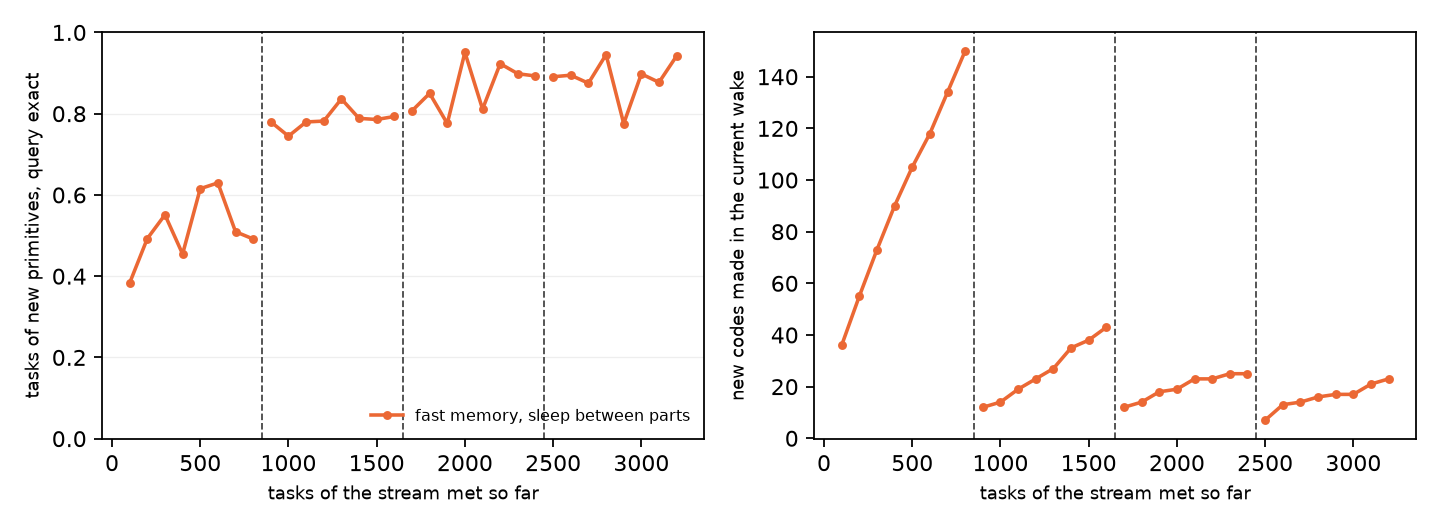 tasks of new primitives, query exact
1.0
0.8
0.6
0.4
0.2
0.0
fast memory, sleep between parts
0 500 1000 1500 2000 2500 3000
tasks of the stream met so far
new codes made in the current wake
140
120
100
80
60
40
20
0
0 500 1000 1500 2000 2500 3000
tasks of the stream met so far